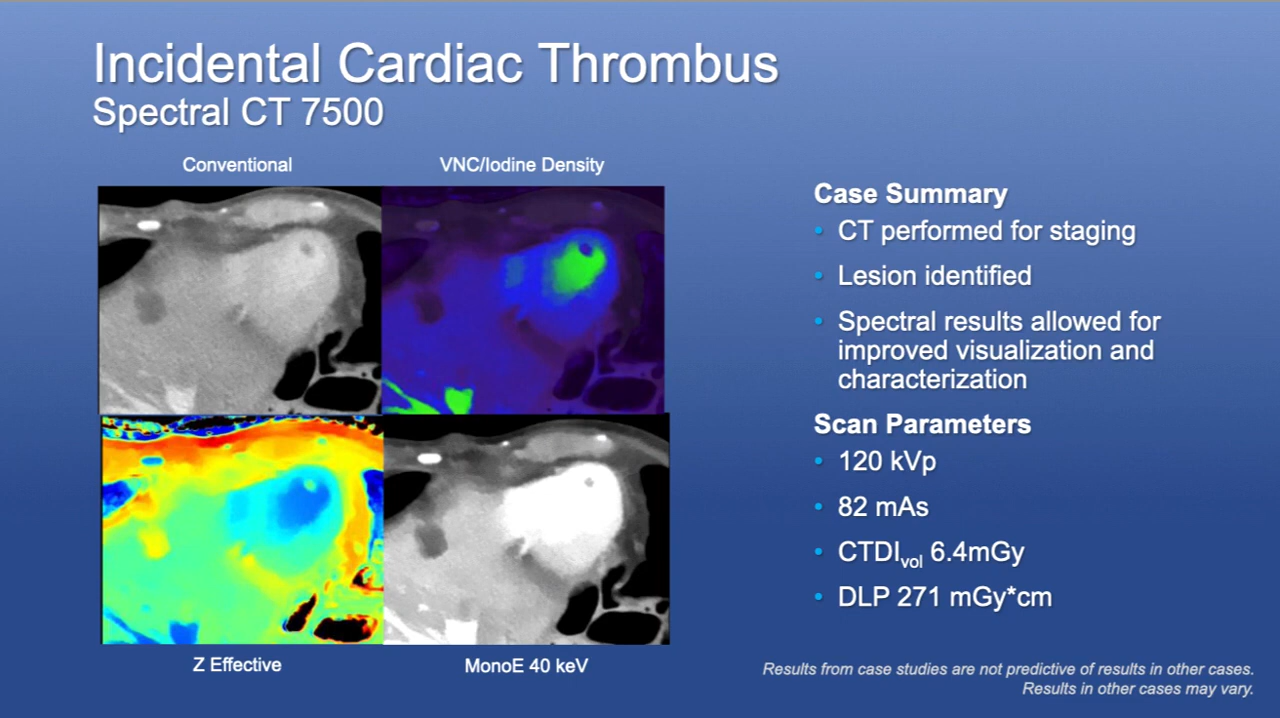 Incidental Cardiac Thrombus
Spectral CT 7500
Conventional
VNC/Iodine Density
Z Effective
MonoE 40 keV
Case Summary
• CT performed for staging
• Lesion identified
• Spectral results allowed for
improved visualization and
characterization
Scan Parameters
• 120 kVp
• 82 mAs
• CTDIvol 6.4mGy
• DLP 271 mGy*cm
Results from case studies are not predictive of results in other cases.
Results in other cases may vary.